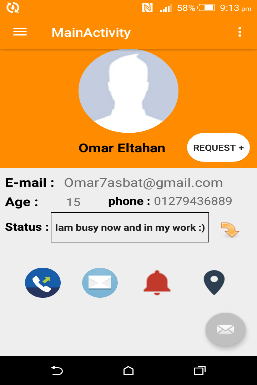 58% 9:13 pm
MainActivity
Omar Eltahan
REQUEST +
E-mail : Omar7asbat@gmail.com
Age : 15 phone : 01279436889
Status : Iam busy now and in my work :)